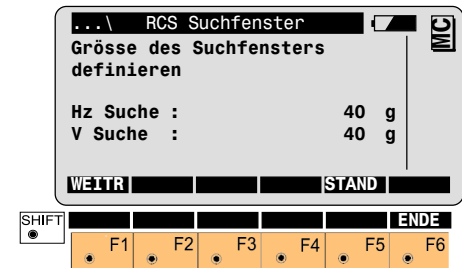 ...\ RCS Suchfenster
MC
Grösse des Suchfensters
definieren
Hz Suche : 40 g
V Suche : 40 g
WEITR STAND
SHIFT ENDE
F1 F2 F3 F4 F5 F6